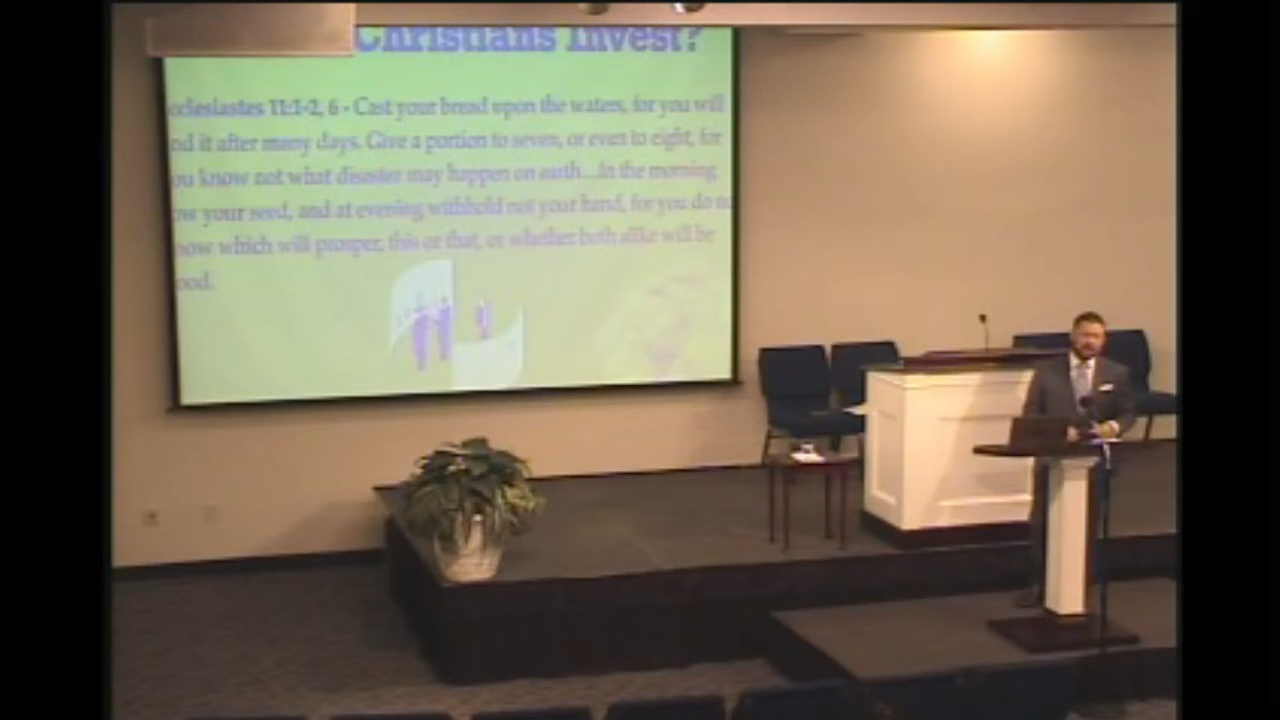 Christians Invest?
cclesiastes 11:1-2, 6 - Cast your bread upon the waters, for you will
nd it after many days. Give a portion to seven, or even to eight, for
ou know not what disaster may happen on earth...In the morning
ow your seed, and at evening withhold not your hand, for you do no
now which will prosper, this or that, or whether both alike will be
ood.